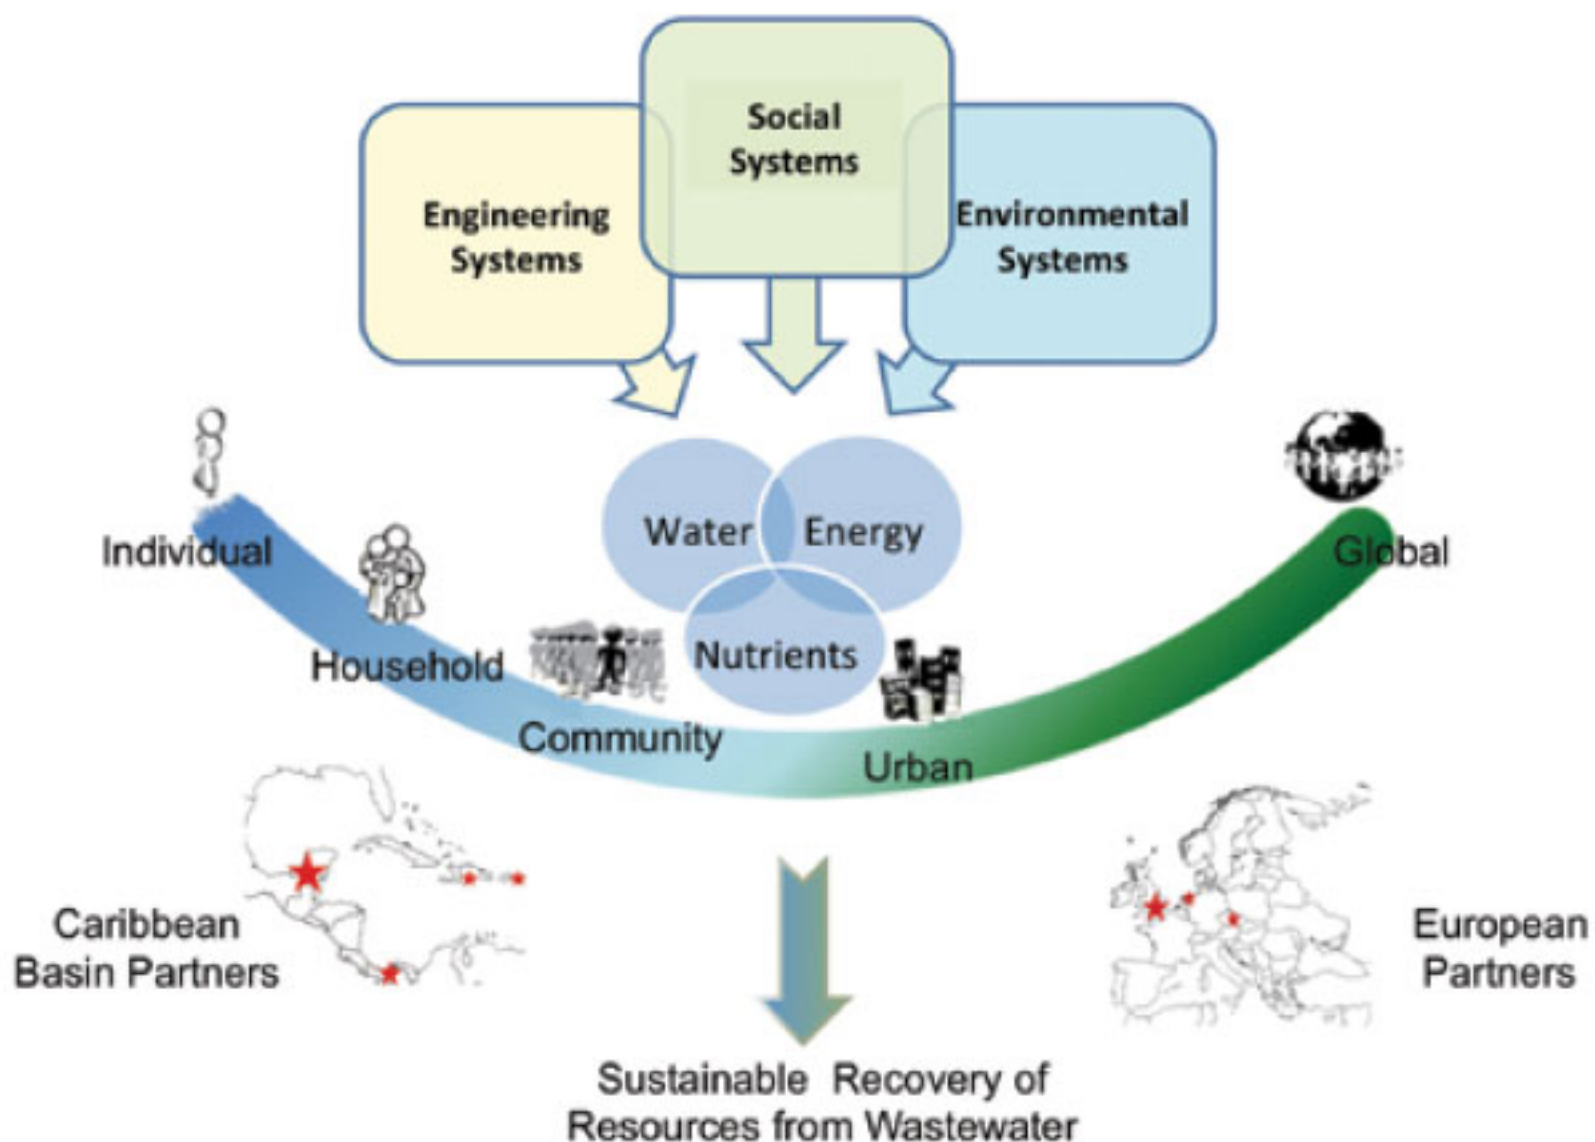 Social
Systems
Engineering
Systems
Environmental
Systems
Water
Energy
Nutrients
Individual
Household
Community
Urban
Global
Caribbean
Basin Partners
European
Partners
Sustainable Recovery of
Resources from Wastewater